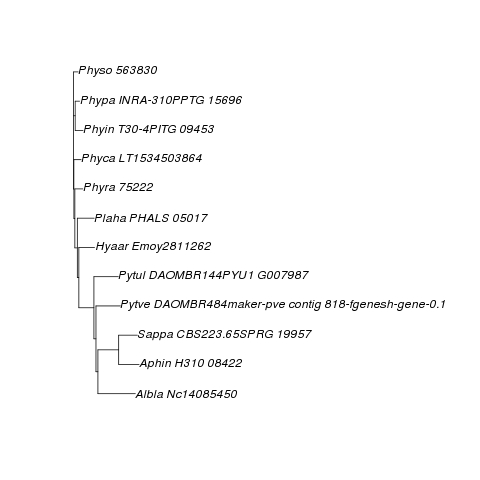 Physo 563830
Phypa INRA-310PPTG 15696
Phyin T30-4PITG 09453
Phyca LT1534503864
Phyra 75222
Plaha PHALS 05017
Hyaar Emoy2811262
Pytul DAOMBR144PYU1 G007987
Pytve DAOMBR484maker-pve contig 818-fgenesh-gene-0.1
Sappa CBS223.65SPRG 19957
Aphin H310 08422
Albla Nc14085450